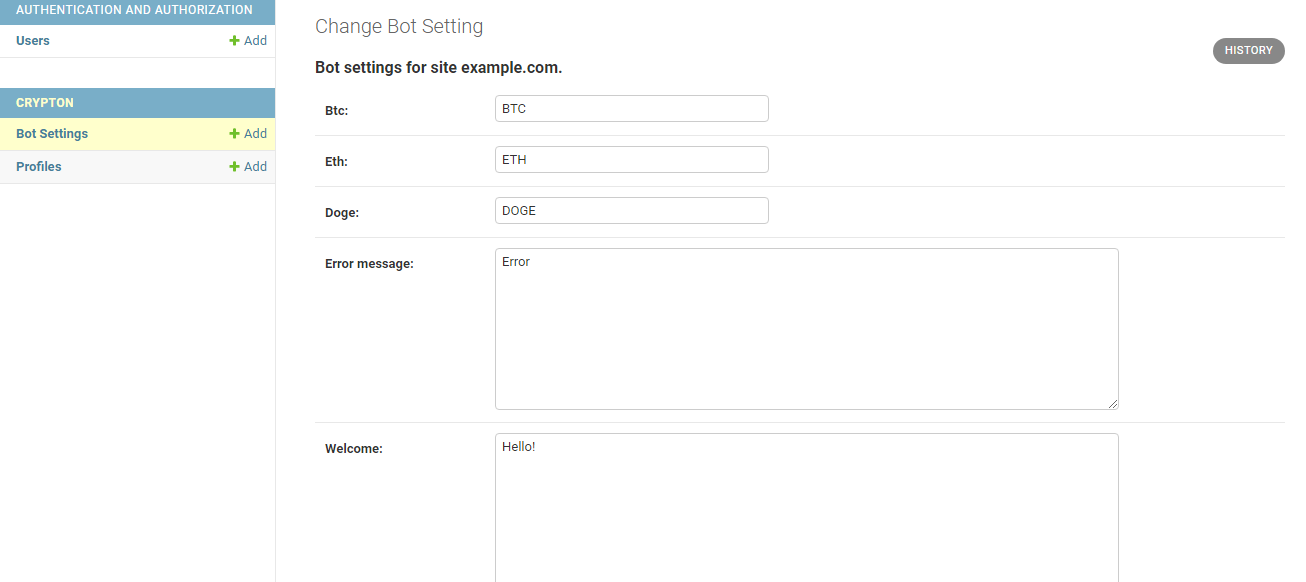 AUTHENTICATION AND AUTHORIZATION
Users
Add
CRYPTON
Bot Settings
Add
Profiles
Add
Change Bot Setting
HISTORY
Bot settings for site example.com.
Btc:
BTC
Eth:
ETH
Doge:
DOGE
Error message:
Error
Welcome:
Hello!